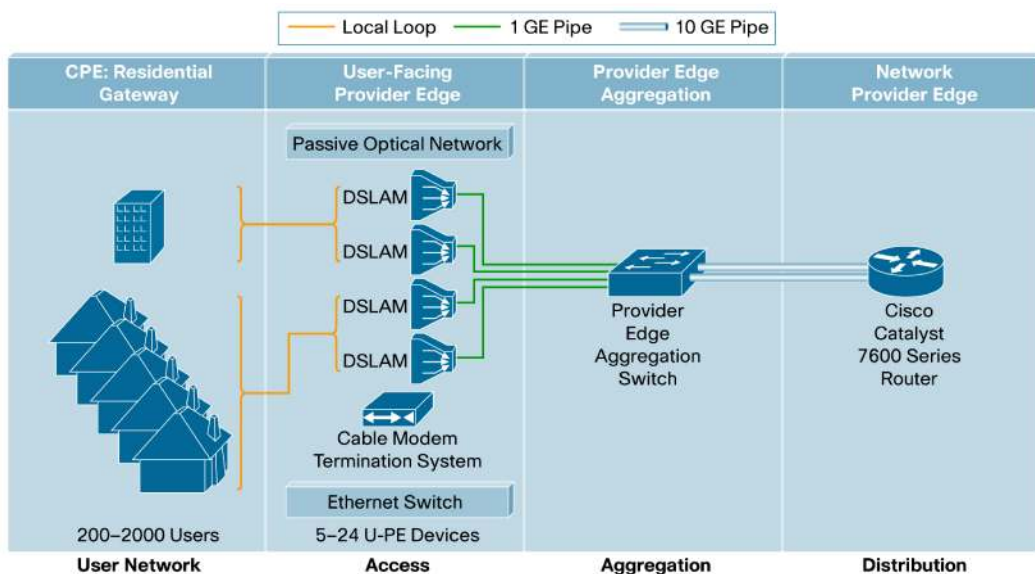 Local Loop
1 GE Pipe
10 GE Pipe
CPE: Residential
Gateway
User-Facing
Provider Edge
Provider Edge
Aggregation
Network
Provider Edge
Passive Optical Network
DSLAM
DSLAM
DSLAM
DSLAM
Provider
Edge
Aggregation
Switch
Cisco
Catalyst
7600 Series
Router
Cable Modem
Termination System
Ethernet Switch
200–2000 Users
5–24 U-PE Devices
User Network
Access
Aggregation
Distribution